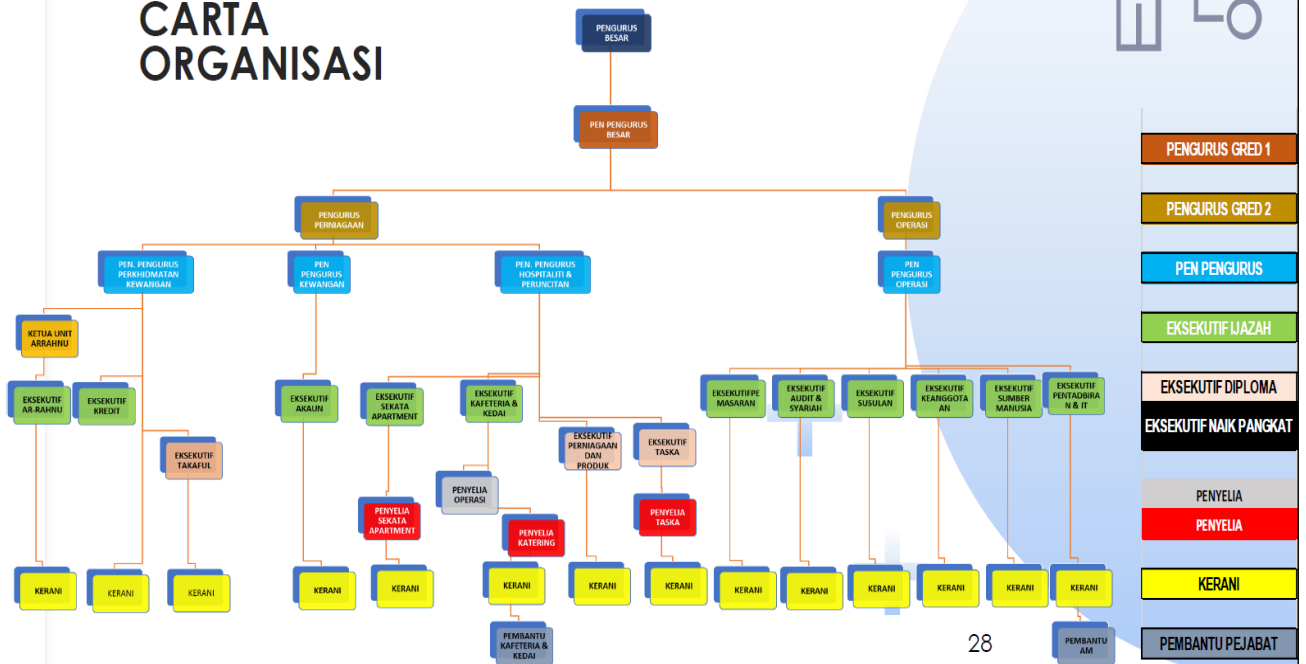 CARTA
ORGANISASI
PENGURUS
BESAR
PEN PENGURUS
BESAR
PENGURUS
PERNIAGAAN
PENGURUS
OPERASI
PEN. PENGURUS
PERKHIDMATAN
KEWANGAN
PEN
PENGURUS
KEWANGAN
PEN. PENGURUS
HOSPITALITI &
PERUNCITAN
PEN
PENGURUS
OPERASI
KETUA UNIT
ARRAHNU
EKSEKUTIF
AR-RAHNU
EKSEKUTIF
KREDIT
EKSEKUTIF
AKAUN
EKSEKUTIF
SEKATA
APARTMENT
EKSEKUTIF
KAFETERIA &
KEDAI
EKSEKUTIFPE
MASARAN
EKSEKUTIF
AUDIT &
SYARIAH
EKSEKUTIF
SUSULAN
EKSEKUTIF
KEANGGOTA
AN
EKSEKUTIF
SUMBER
MANUSIA
EKSEKUTIF
PENTADBIRA
N & IT
EKSEKUTIF
TAKAFUL
EKSEKUTIF
PERNIAGAAN
DAN
PRODUK
EKSEKUTIF
TASKA
PENYELIA
OPERASI
PENYELIA
SEKATA
APARTMENT
PENYELIA
KATERING
PENYELIA
TASKA
KERANI
KERANI
KERANI
KERANI
KERANI
KERANI
KERANI
KERANI
KERANI
KERANI
KERANI
KERANI
KERANI
KERANI
PEMBANTU
KAFETERIA &
KEDAI
PEMBANTU
AM
28
PENGURUS GRED 1
PENGURUS GRED 2
PEN PENGURUS
EKSEKUTIF IJAZAH
EKSEKUTIF DIPLOMA
EKSEKUTIF NAIK PANGKAT
PENYELIA
PENYELIA
KERANI
PEMBANTU PEJABAT